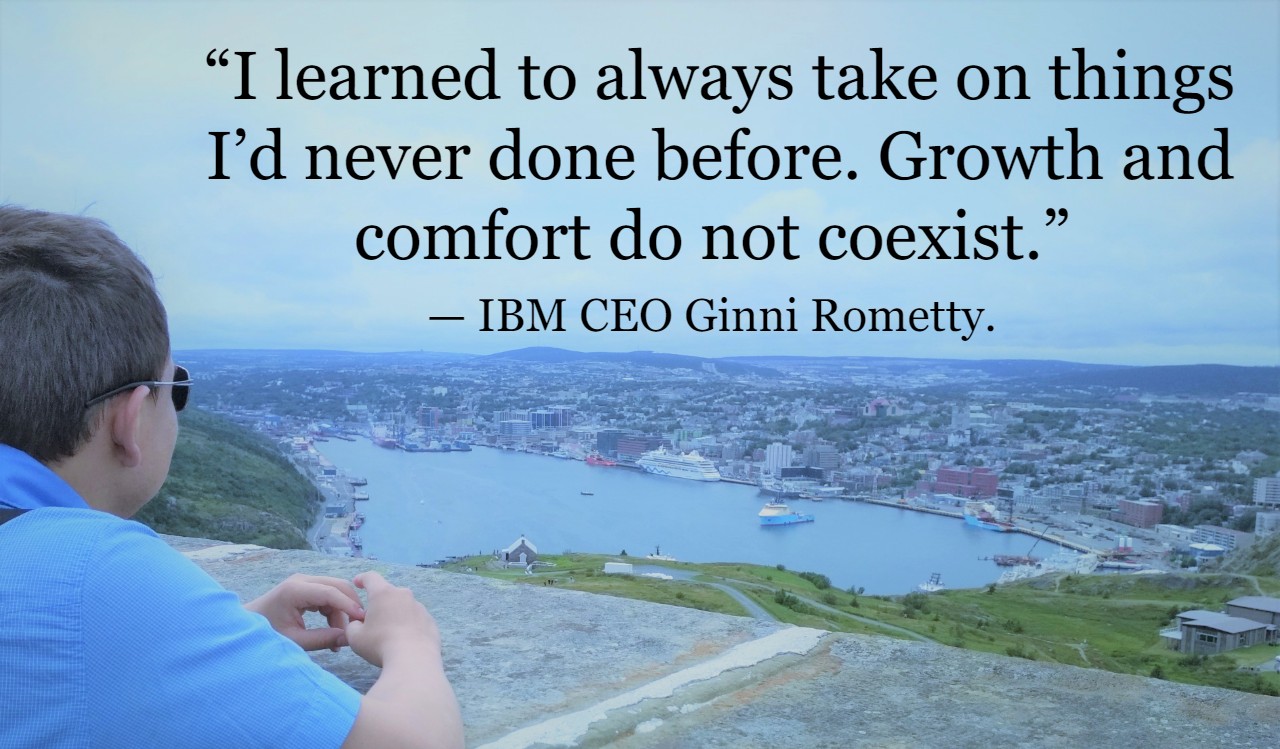 “I learned to always take on things
I’d never done before. Growth and
comfort do not coexist.”
— IBM CEO Ginni Rometty.